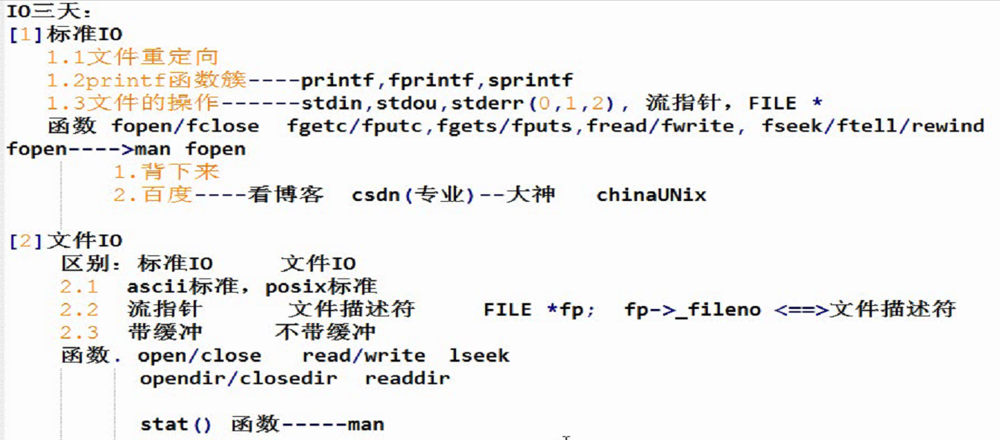 IO三天:
[1]标准IO
1.1文件重定向
1.2printf函数簇----printf,fprintf,sprintf
1.3文件的操作------stdin,stdou,stderr(0,1,2), 流指针，FILE *
函数 fopen/fclose fgetc/fputc,fgets/fputs,fread/fwrite, fseek/ftell/rewind
fopen---->man fopen
1.背下来
2.百度----看博客 csdn(专业)--大神 chinaUNix
[2]文件IO
区别: 标准IO 文件IO
2.1 ascii标准，posix标准
2.2 流指针 文件描述符 FILE *fp; fp->_fileno <==>文件描述符
2.3 带缓冲 不带缓冲
函数. open/close read/write lseek
opendir/closedir readdir
stat() 函数-----man